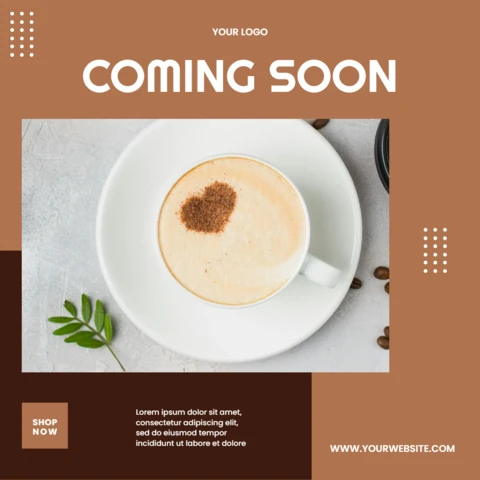 YOUR LOGO
COMING SOON
SHOP
NOW
Lorem ipsum dolor sit amet,
consectetur adipiscing elit,
sed do eiusmod tempor
incididunt ut labore et dolore
WWW.YOURWEBSITE.COM